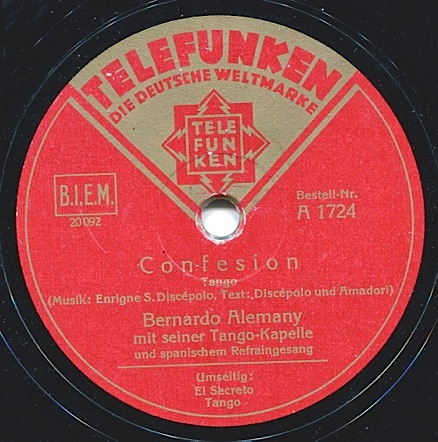 TELEFUNKEN
DIE DEUTSCHE WELTMARKE
TELE
FUN
KEN
B.I.E.M.
20092
Bestell-Nr.
A 1724
Confesion
Tango
(Musik: Enrigne S. Discépolo, Text: Discépolo und Amadori)
Bernardo Alemany
mit seiner Tango-Kapelle
und spanischem Refraingesang
Umseitig:
El Secreto
Tango